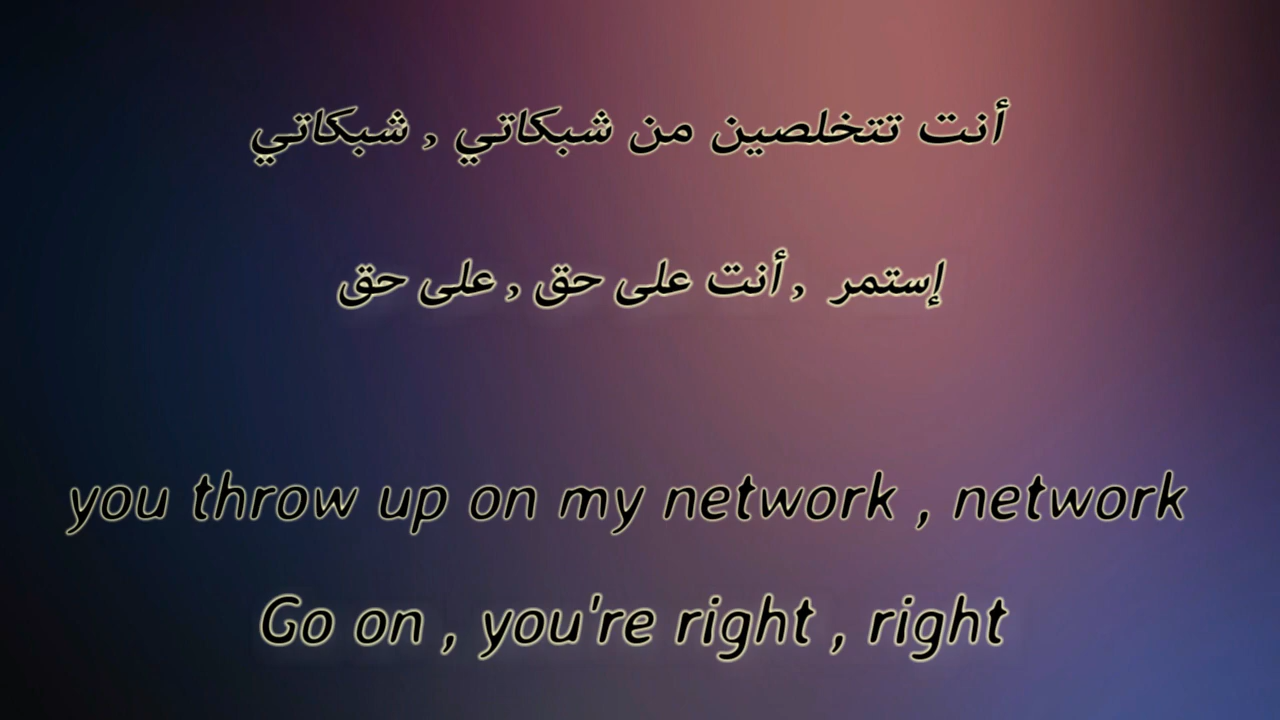 أنت تتخلصين من شبكاتي , شبكاتي
إستمر , أنت على حق , على حق
you throw up on my network , network
Go on , you're right , right